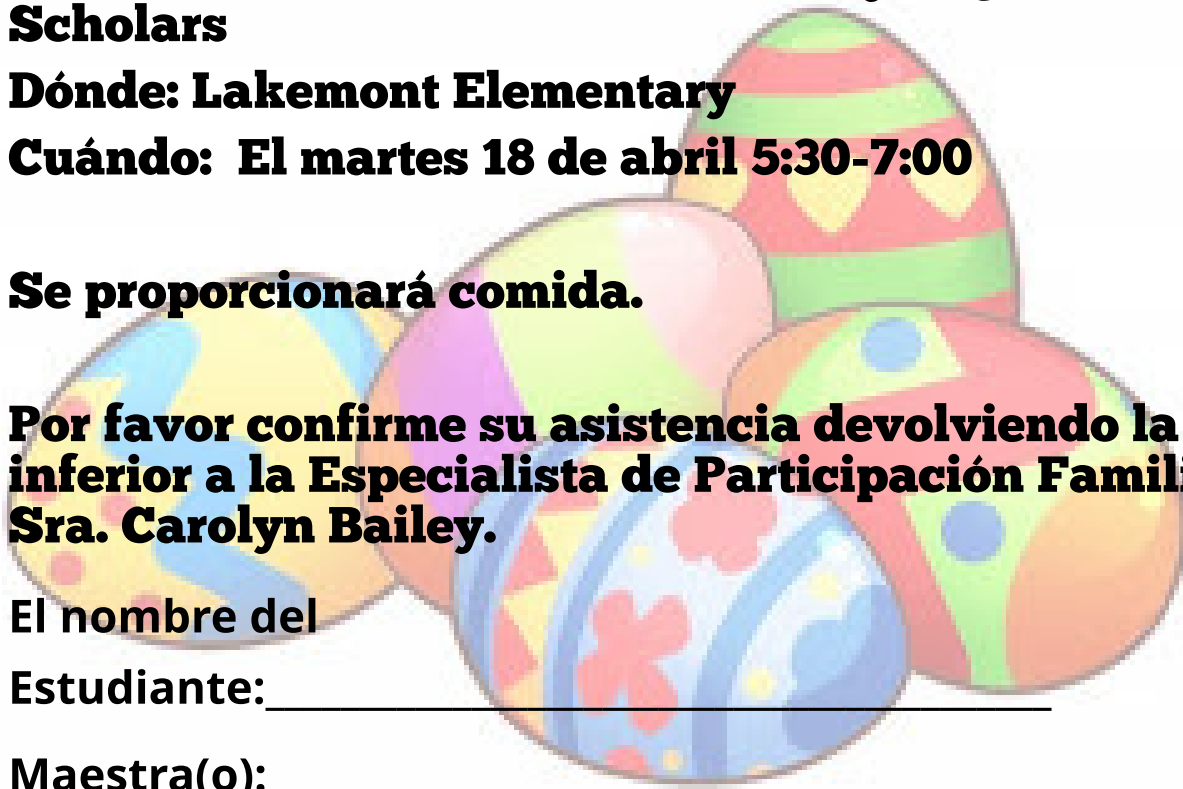 Scholars
Dónde: Lakemont Elementary
Cuándo: El martes 18 de abril 5:30-7:00
Se proporcionará comida.
Por favor confirme su asistencia devolviendo la
inferior a la Especialista de Participación
Sra. Carolyn Bailey.
El nombre del
Estudiante:___________________________________
Maestra(o):